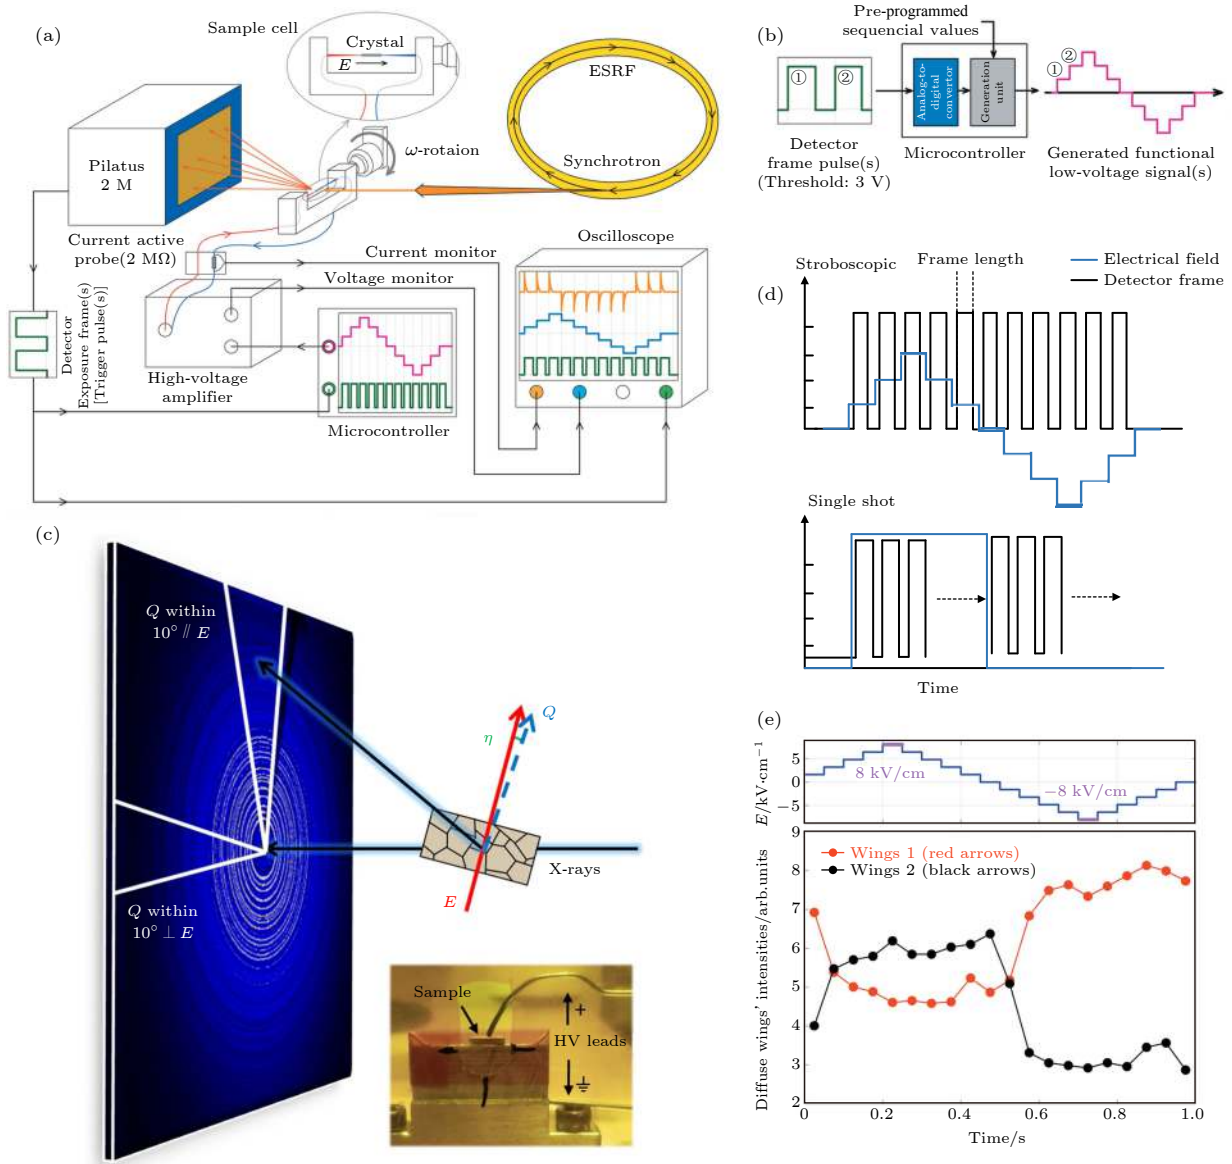 (a)
Sample cell
Crystal
E
ESRF
Synchrotron
ω-rotaion
Pilatus
2 M
Current active
probe(2 MΩ)
Current monitor
Voltage monitor
Oscilloscope
Detector
Exposure frame(s)
[Trigger pulse(s)]
High-voltage
amplifier
Microcontroller
(b)
Pre-programmed
sequencial values
① ②
Analog-to-
digital
convertor
Generation
unit
① ②
Detector
frame pulse(s)
(Threshold: 3 V)
Microcontroller
Generated functional
low-voltage signal(s)
(c)
Q within
10° // E
Q within
10° ⊥ E
η
Q
E
X-rays
Sample
+
HV leads
(d)
Stroboscopic
Frame length
Electrical field
Detector frame
Single shot
Time
(e)
E/kV·cm−1
5
0
−5
8 kV/cm
−8 kV/cm
Diffuse wings' intensities/arb.units
9
8
7
6
5
4
3
2
Wings 1 (red arrows)
Wings 2 (black arrows)
0 0.2 0.4 0.6 0.8 1.0
Time/s